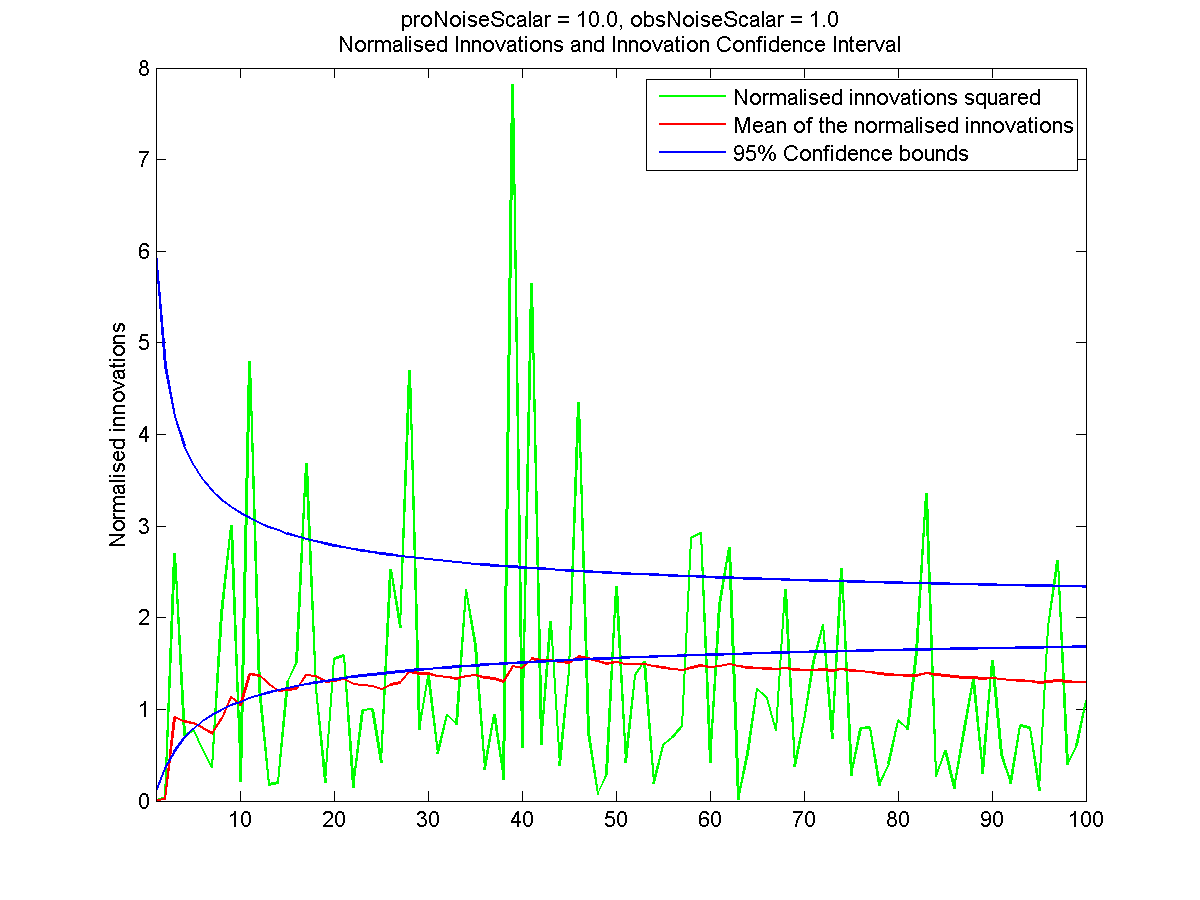 proNoiseScalar = 10.0, obsNoiseScalar = 1.0
Normalised Innovations and Innovation Confidence Interval
Normalised innovations squared
Mean of the normalised innovations
95% Confidence bounds
Normalised innovations
8
7
6
5
4
3
2
1
0
10 20 30 40 50 60 70 80 90 100